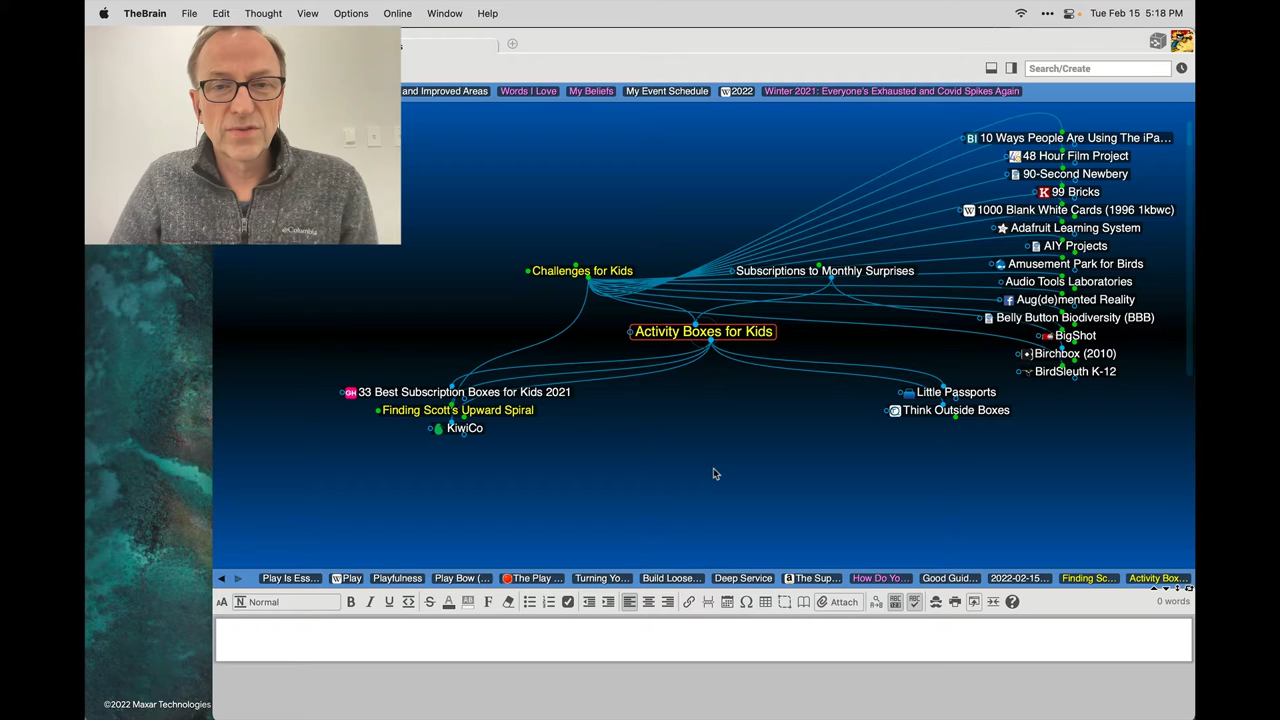 TheBrain File Edit Thought View Options Online Window Help Tue Feb 15 5:18 PM
Search/Create
and Improved Areas Words I Love My Beliefs My Event Schedule 2022 Winter 2021: Everyone's Exhausted and Covid Spikes Again
10 Ways People Are Using The iPa...
48 Hour Film Project
90-Second Newbery
99 Bricks
1000 Blank White Cards (1996 1kbwc)
Adafruit Learning System
AIY Projects
Amusement Park for Birds
Audio Tools Laboratories
Aug(de)mented Reality
Belly Button Biodiversity (BBB)
BigShot
Birchbox (2010)
BirdSleuth K-12
Challenges for Kids Subscriptions to Monthly Surprises
Activity Boxes for Kids
33 Best Subscription Boxes for Kids 2021 Little Passports
Finding Scott's Upward Spiral Think Outside Boxes
KiwiCo
Columbia
Play Is Ess... Play Playfulness Play Bow (... The Play ... Turning Yo... Build Loose... Deep Service The Sup... How Do Yo... Good Guid... 2022-02-15... Finding Sc... Activity Box...
Normal B I U Attach 0 words
©2022 Maxar Technologies